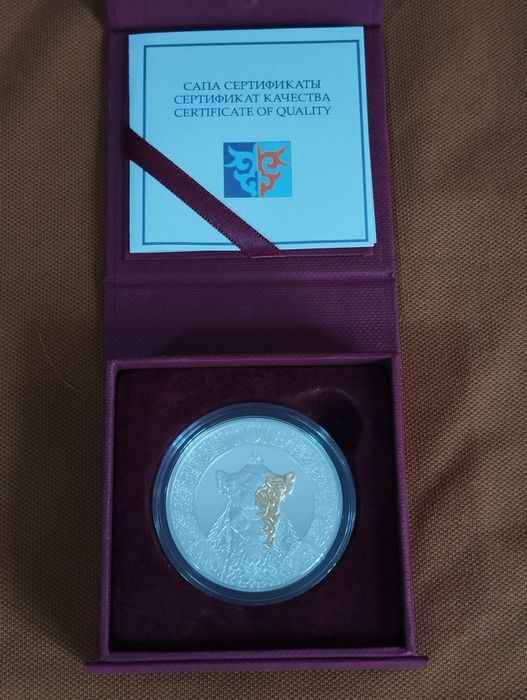 САПА СЕРТИФИКАТЫ
СЕРТИФИКАТ КАЧЕСТВА
CERTIFICATE OF QUALITY